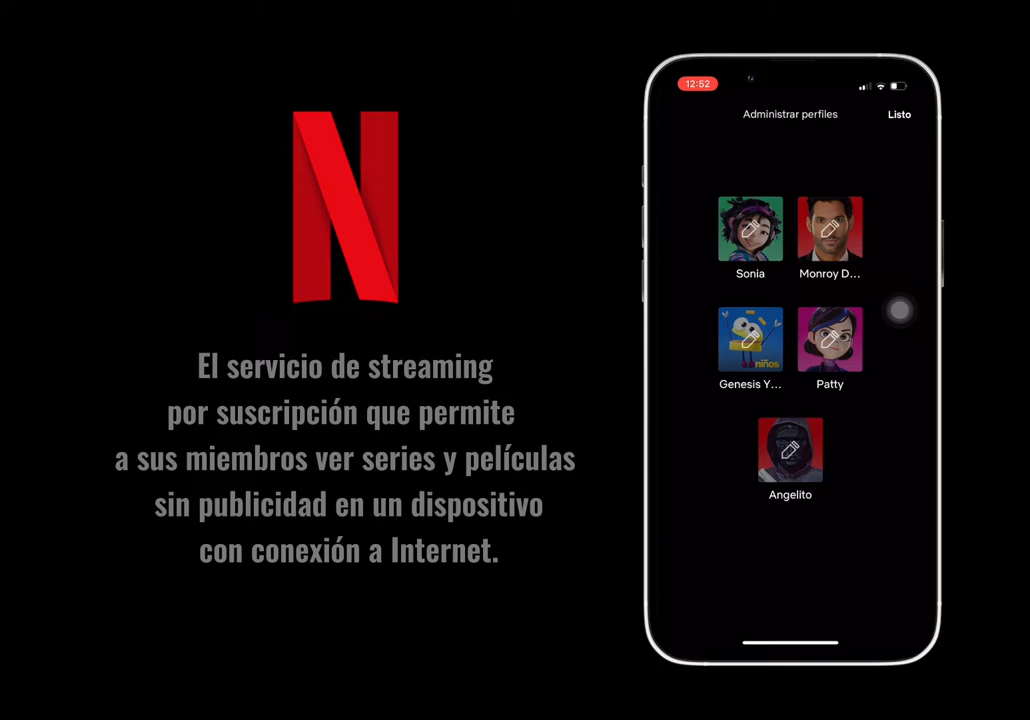 N
El servicio de streaming
por suscripción que permite
a sus miembros ver series y películas
sin publicidad en un dispositivo
con conexión a Internet.
12:52
Administrar perfiles
Listo
Sonia
Monroy D...
niños
Genesis Y...
Patty
Angelito